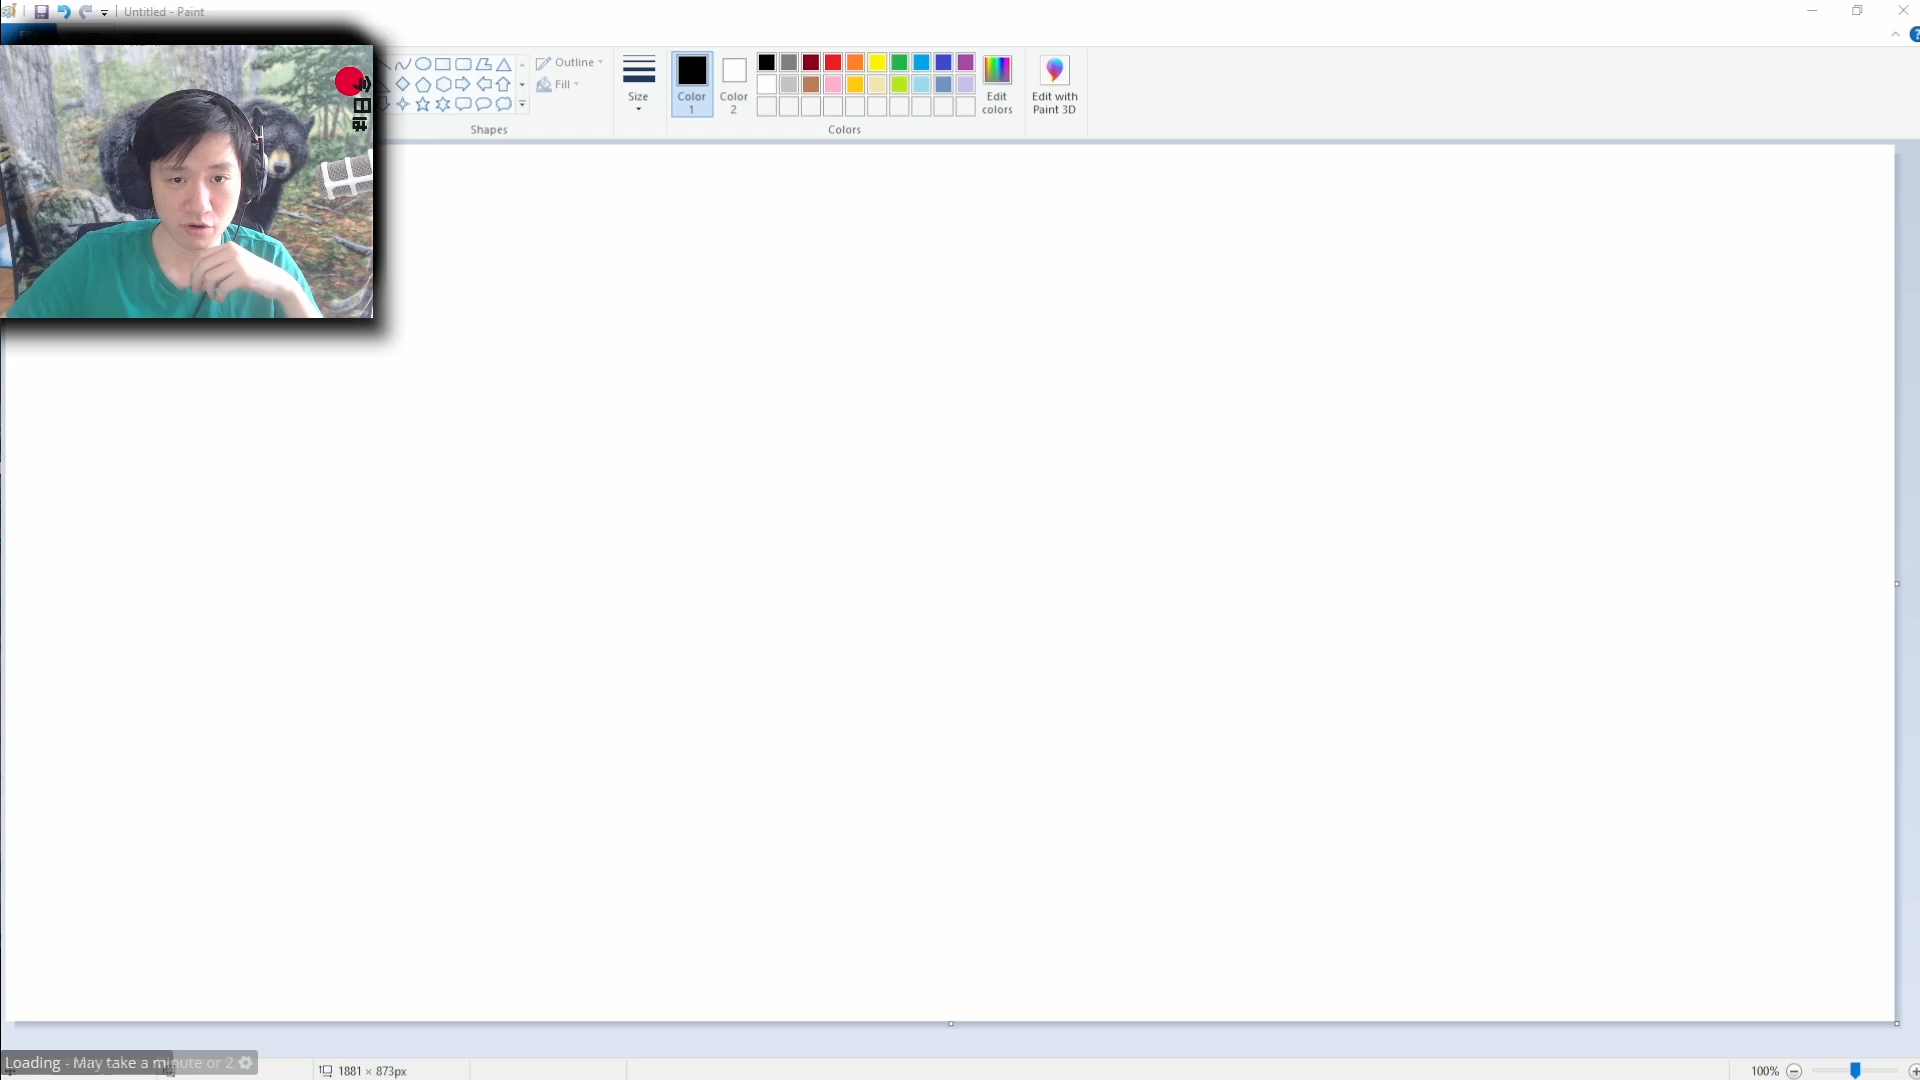 Untitled - Paint
Outline
Fill
Size
Color
1
Color
2
Edit
colors
Edit with
Paint 3D
Shapes
Colors
Loading - May take a minute or 2
1881 × 873px
100%